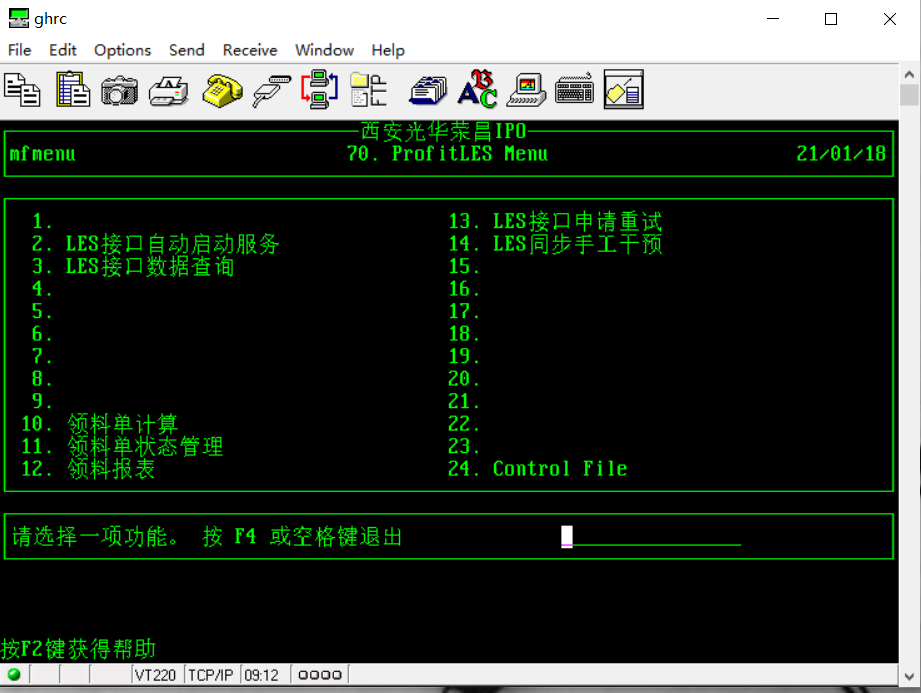 ghrc
File Edit Options Send Receive Window Help
西安光华荣昌IPO
mfmenu 70. ProfitLES Menu 21/01/18
1. 13. LES接口申请重试
2. LES接口自动启动服务 14. LES同步手工干预
3. LES接口数据查询 15.
4. 16.
5. 17.
6. 18.
7. 19.
8. 20.
9. 21.
10. 领料单计算 22.
11. 领料单状态管理 23.
12. 领料报表 24. Control File
请选择一项功能。 按 F4 或空格键退出
按F2键获得帮助
VT220 TCP/IP 09:12